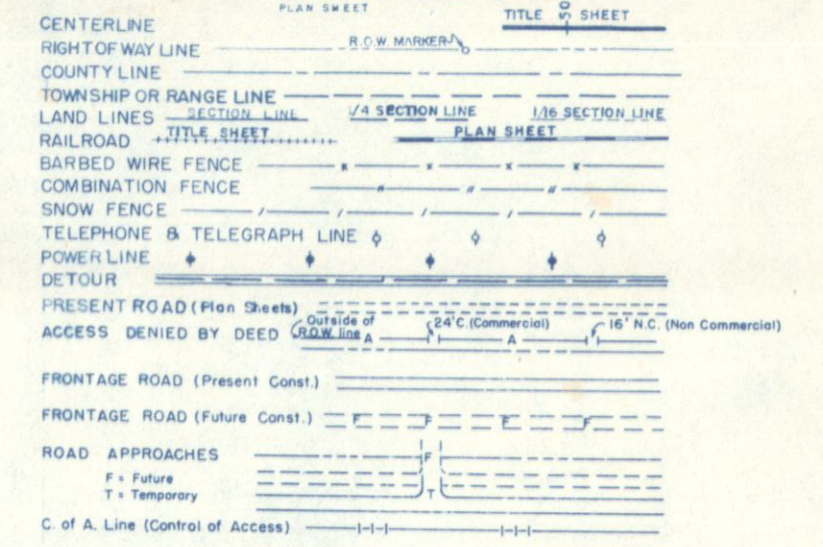 PLAN SHEET
TITLE SHEET
50
CENTERLINE
RIGHT OF WAY LINE R.O.W. MARKER
COUNTY LINE
TOWNSHIP OR RANGE LINE
LAND LINES SECTION LINE 1/4 SECTION LINE 1/16 SECTION LINE
RAILROAD TITLE SHEET PLAN SHEET
BARBED WIRE FENCE x x x x
COMBINATION FENCE // // //
SNOW FENCE / / / / /
TELEPHONE & TELEGRAPH LINE
POWER LINE
DETOUR
PRESENT ROAD (Plan Sheets)
ACCESS DENIED BY DEED Outside of 24' C. (Commercial) 16' N.C. (Non Commercial)
R.O.W. line A A
FRONTAGE ROAD (Present Const.)
FRONTAGE ROAD (Future Const.) F F F F
ROAD APPROACHES F
F = Future
T = Temporary T
C. of A. Line (Control of Access)